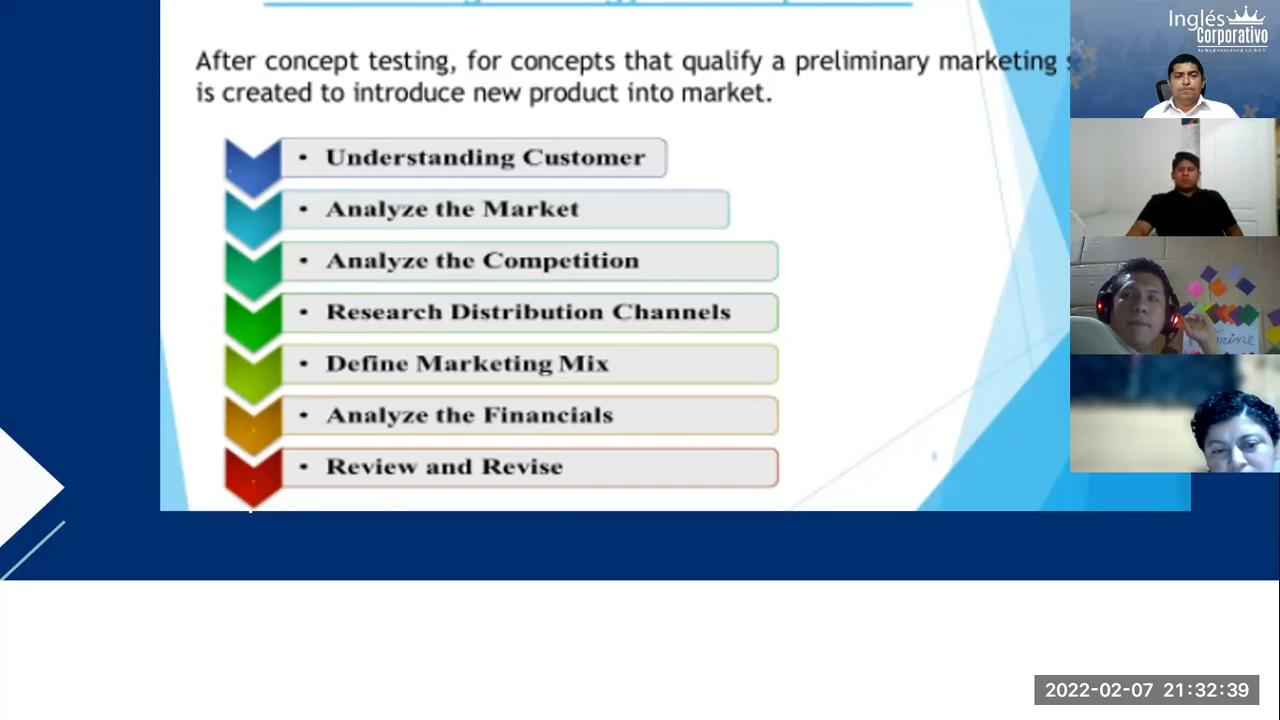 After concept testing, for concepts that qualify a preliminary marketing
is created to introduce new product into market.
• Understanding Customer
• Analyze the Market
• Analyze the Competition
• Research Distribution Channels
• Define Marketing Mix
• Analyze the Financials
• Review and Revise
Inglés
Corporativo
2022-02-07 21:32:39